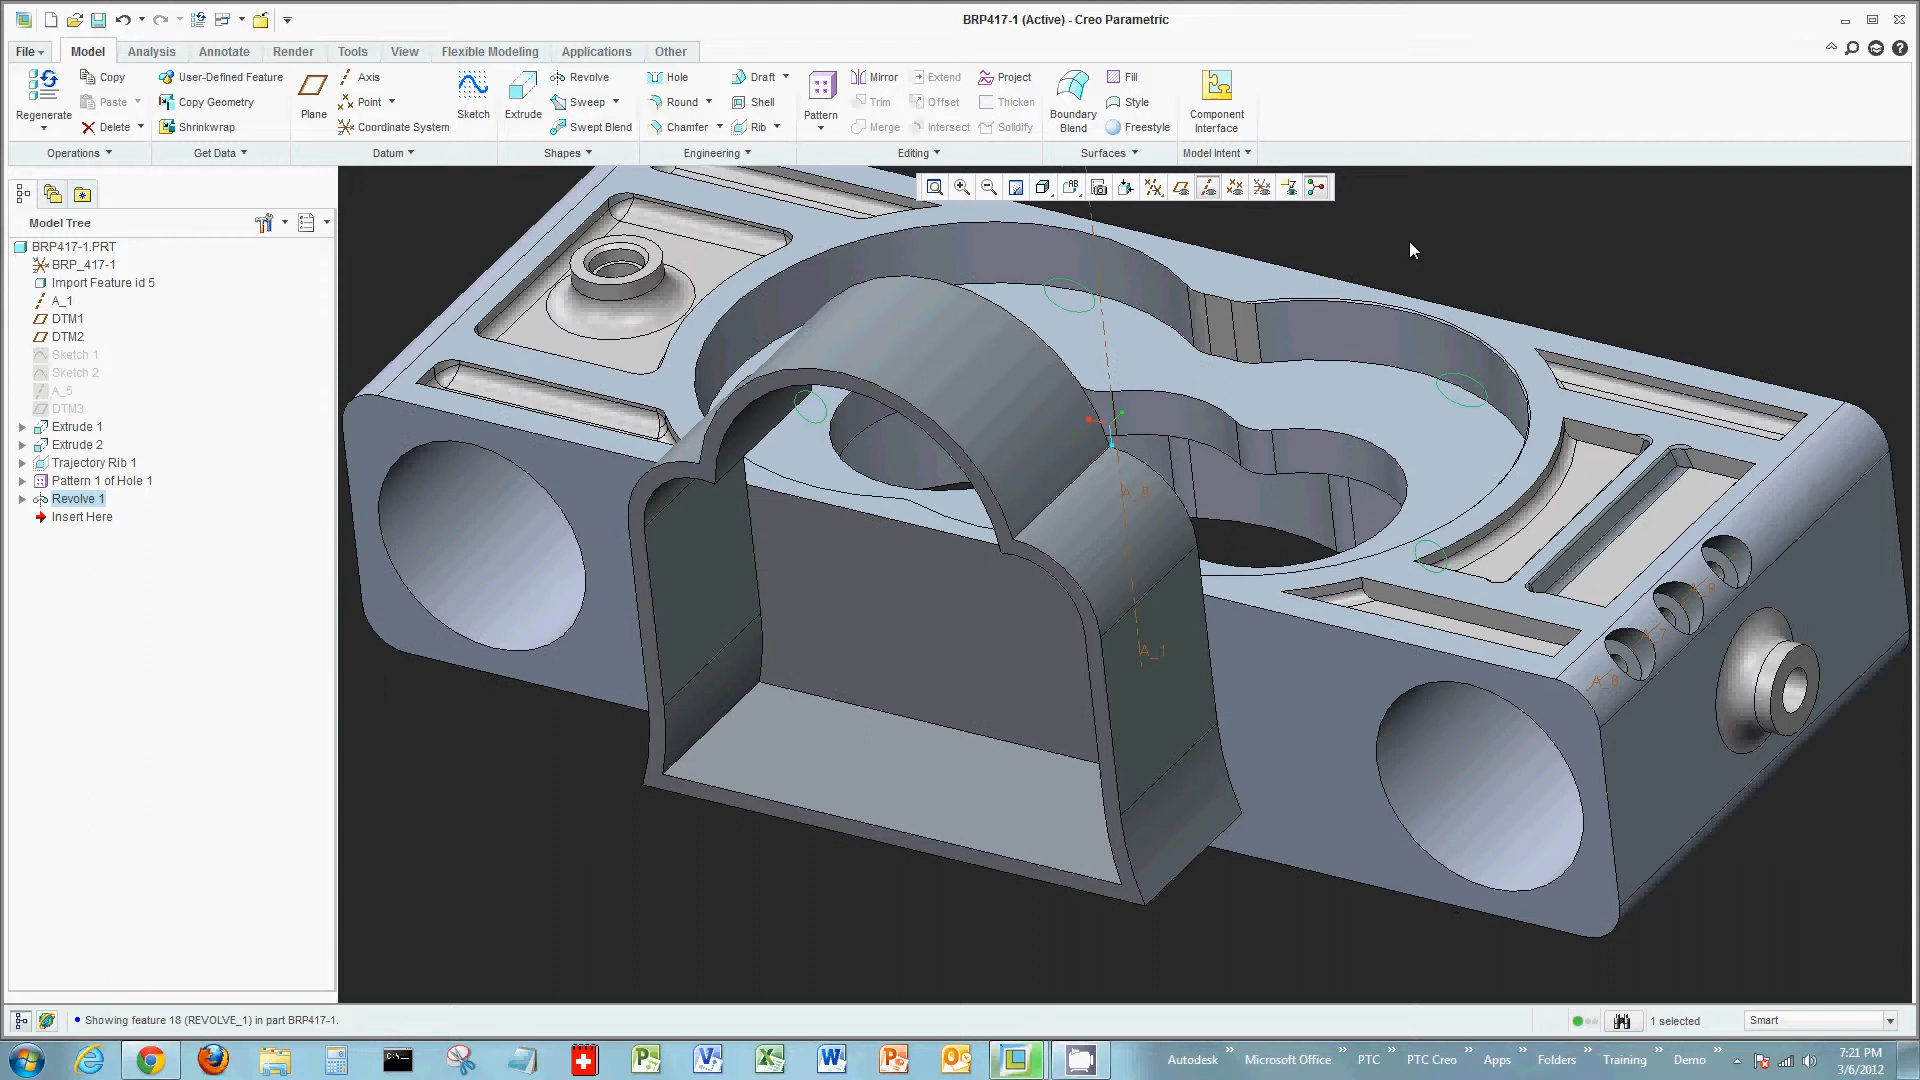 BRP417-1 (Active) - Creo Parametric
File Model Analysis Annotate Render Tools View Flexible Modeling Applications Other
Regenerate
Copy
Paste
Delete
Operations
User-Defined Feature
Copy Geometry
Shrinkwrap
Get Data
Plane
Axis
Point
Coordinate System
Sketch
Datum
Extrude
Revolve
Sweep
Swept Blend
Shapes
Hole
Round
Chamfer
Draft
Shell
Rib
Engineering
Pattern
Mirror
Trim
Merge
Extend
Offset
Intersect
Project
Thicken
Solidify
Editing
Boundary
Blend
Fill
Style
Freestyle
Surfaces
Component
Interface
Model Intent
Model Tree
BRP417-1.PRT
BRP_417-1
Import Feature id 5
A_1
DTM1
DTM2
Sketch 1
Sketch 2
A_5
DTM3
Extrude 1
Extrude 2
Trajectory Rib 1
Pattern 1 of Hole 1
Revolve 1
Insert Here
A_1
A_7
A_6
Showing feature 18 (REVOLVE_1) in part BRP417-1.
1 selected
Smart
Autodesk » Microsoft Office » PTC » PTC Creo » Apps » Folders » Training » Demo »
7:21 PM
3/6/2012